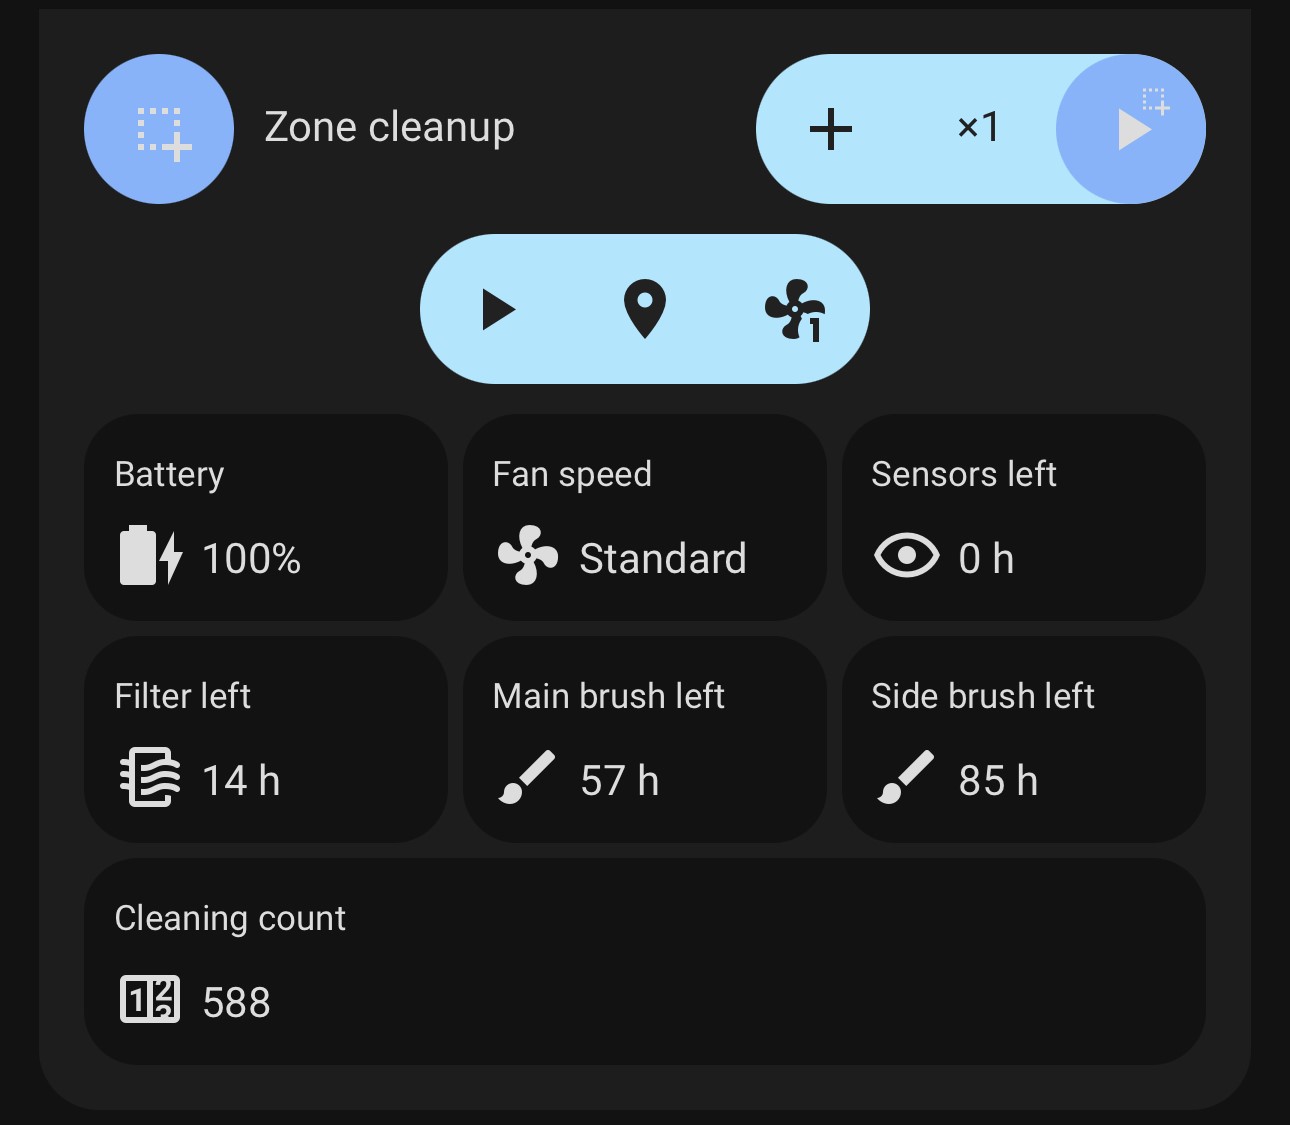 Zone cleanup
×1
1
Battery
100%
Fan speed
Standard
Sensors left
0 h
Filter left
14 h
Main brush left
57 h
Side brush left
85 h
Cleaning count
123
588